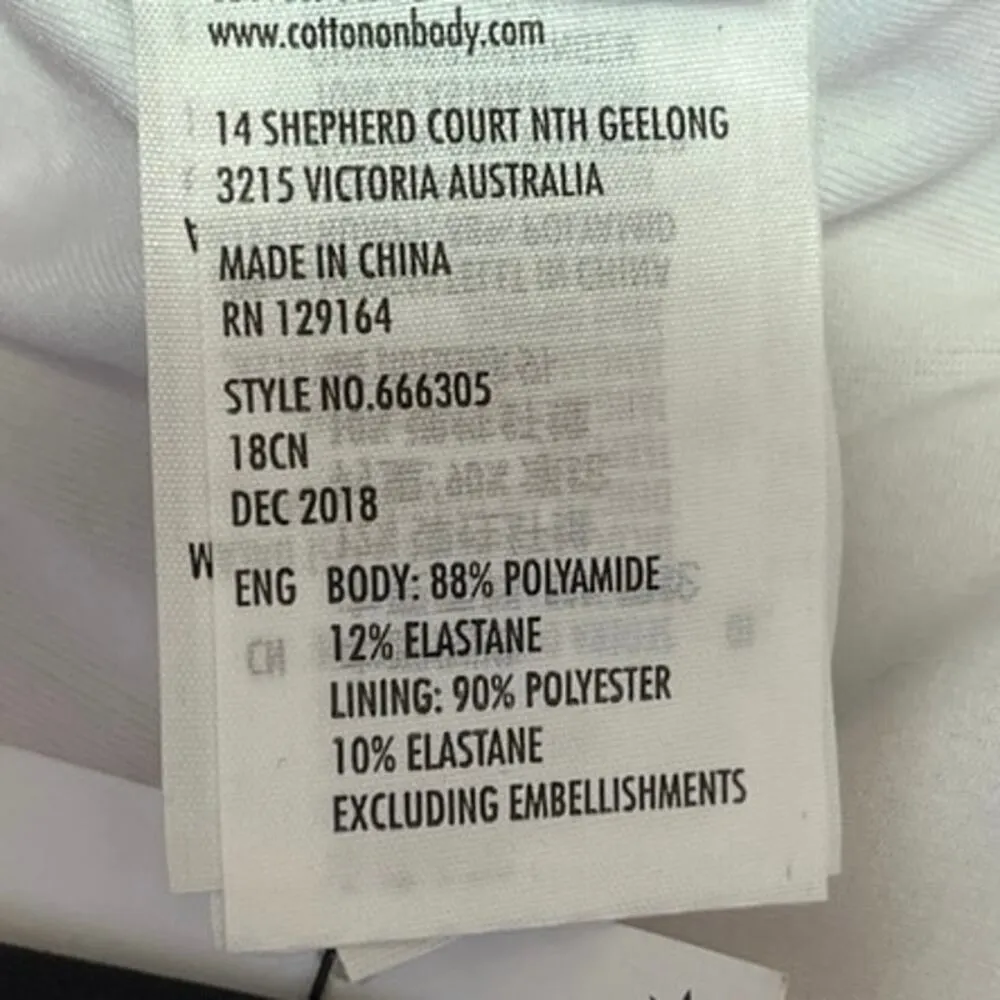 www.cottononbody.com
14 SHEPHERD COURT NTH GEELONG
3215 VICTORIA AUSTRALIA
MADE IN CHINA
RN 129164
STYLE NO.666305
18CN
DEC 2018
ENG BODY: 88% POLYAMIDE
12% ELASTANE
LINING: 90% POLYESTER
10% ELASTANE
EXCLUDING EMBELLISHMENTS